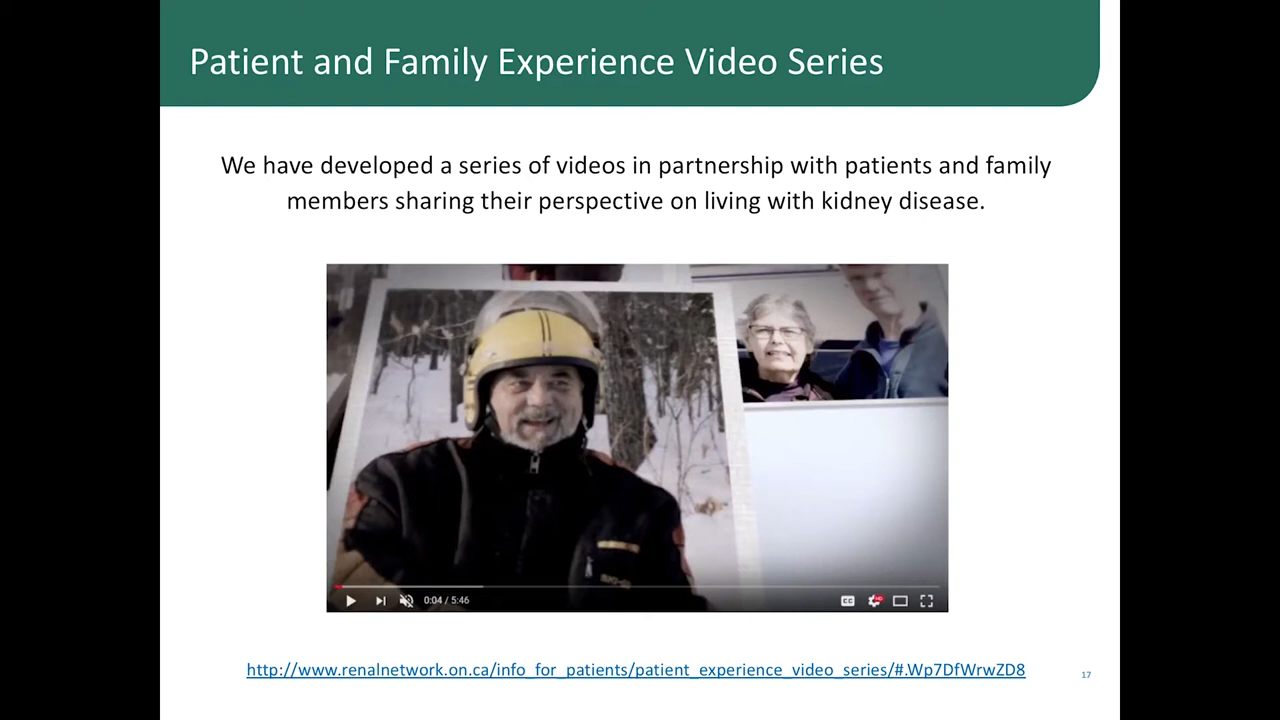 Patient and Family Experience Video Series
We have developed a series of videos in partnership with patients and family
members sharing their perspective on living with kidney disease.
0:04 / 5:46
CC
HD
http://www.renalnetwork.on.ca/info_for_patients/patient_experience_video_series/#.Wp7DfWrwZD8
17